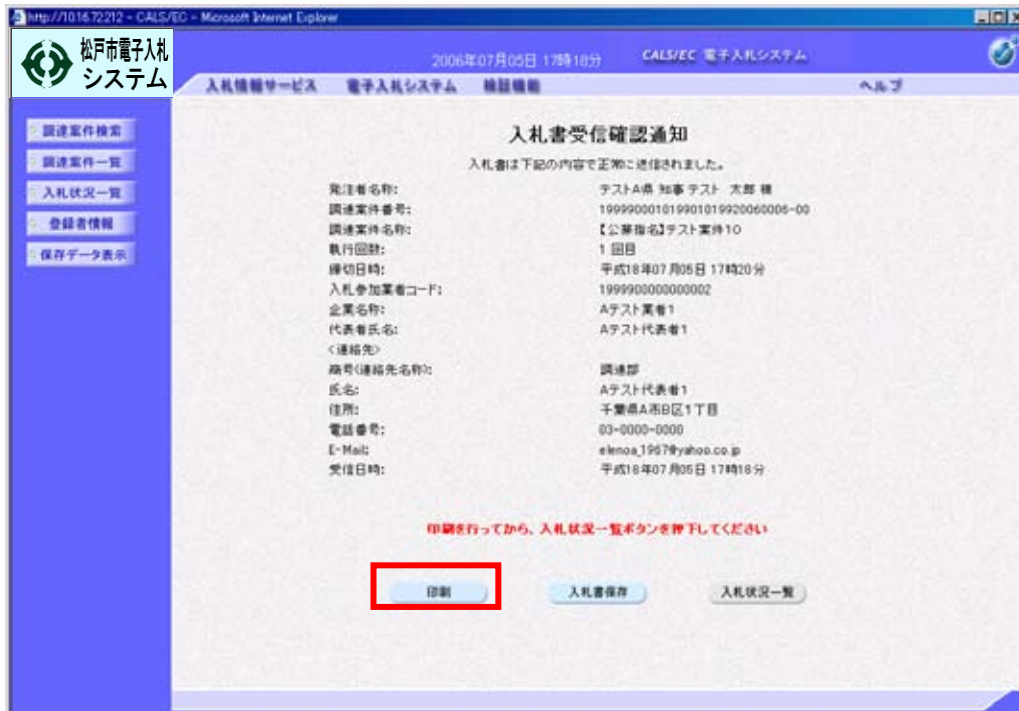 http://10.16.72.212 - CALS/EC - Microsoft Internet Explorer
松戸市電子入札
システム
2006年07月05日 17時18分
CALS/EC 電子入札システム
入札情報サービス 電子入札システム 検証機能 ヘルプ
調達案件検索
調達案件一覧
入札状況一覧
登録者情報
保存データ表示
入札書受信確認通知
入札書は下記の内容で正常に送信されました。
発注者名称: テストA県 知事 テスト 太郎 様
調達案件番号: 199990001019901019920060006-00
調達案件名称: 【公募指名】テスト案件10
執行回数: 1 回目
締切日時: 平成18年07月05日 17時20分
入札参加業者コード: 1999900000000002
企業名称: Aテスト業者1
代表者氏名: Aテスト代表者1
<連絡先>
商号(連絡先名称): 調達部
氏名: Aテスト代表者1
住所: 千葉県A市B区1丁目
電話番号: 03-0000-0000
E-Mail: elenoa_1967@yahoo.co.jp
受信日時: 平成18年07月05日 17時18分
印刷を行ってから、入札状況一覧ボタンを押下してください
印刷 入札書保存 入札状況一覧